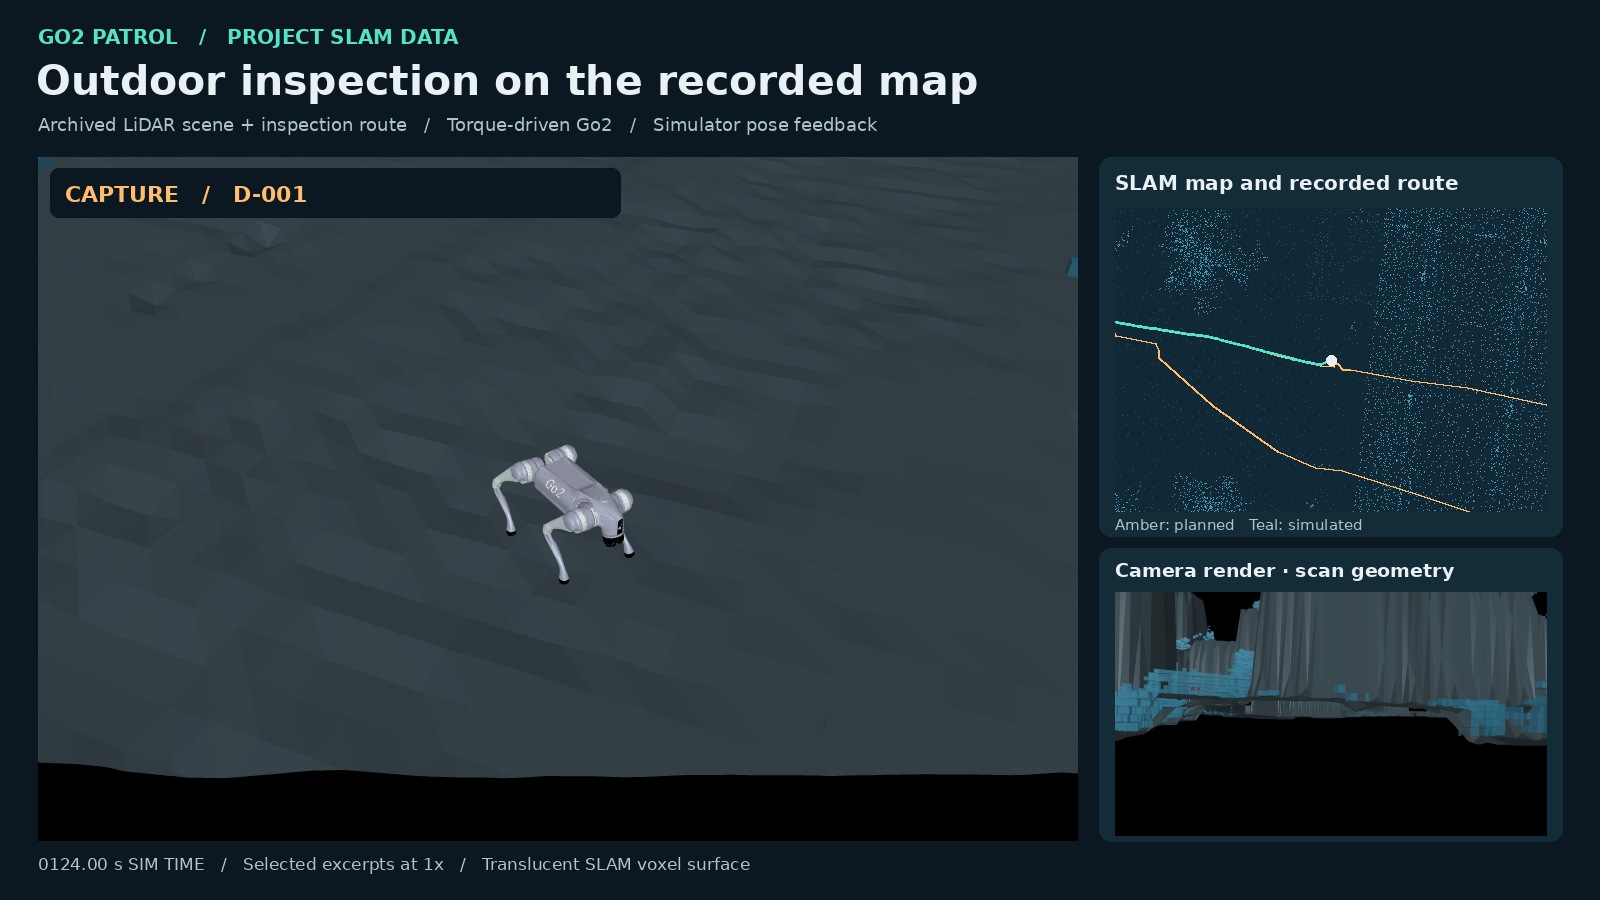 GO2 PATROL / PROJECT SLAM DATA
Outdoor inspection on the recorded map
Archived LiDAR scene + inspection route / Torque-driven Go2 / Simulator pose feedback
CAPTURE / D-001
Go2
SLAM map and recorded route
Amber: planned Teal: simulated
Camera render · scan geometry
0124.00 s SIM TIME / Selected excerpts at 1x / Translucent SLAM voxel surface